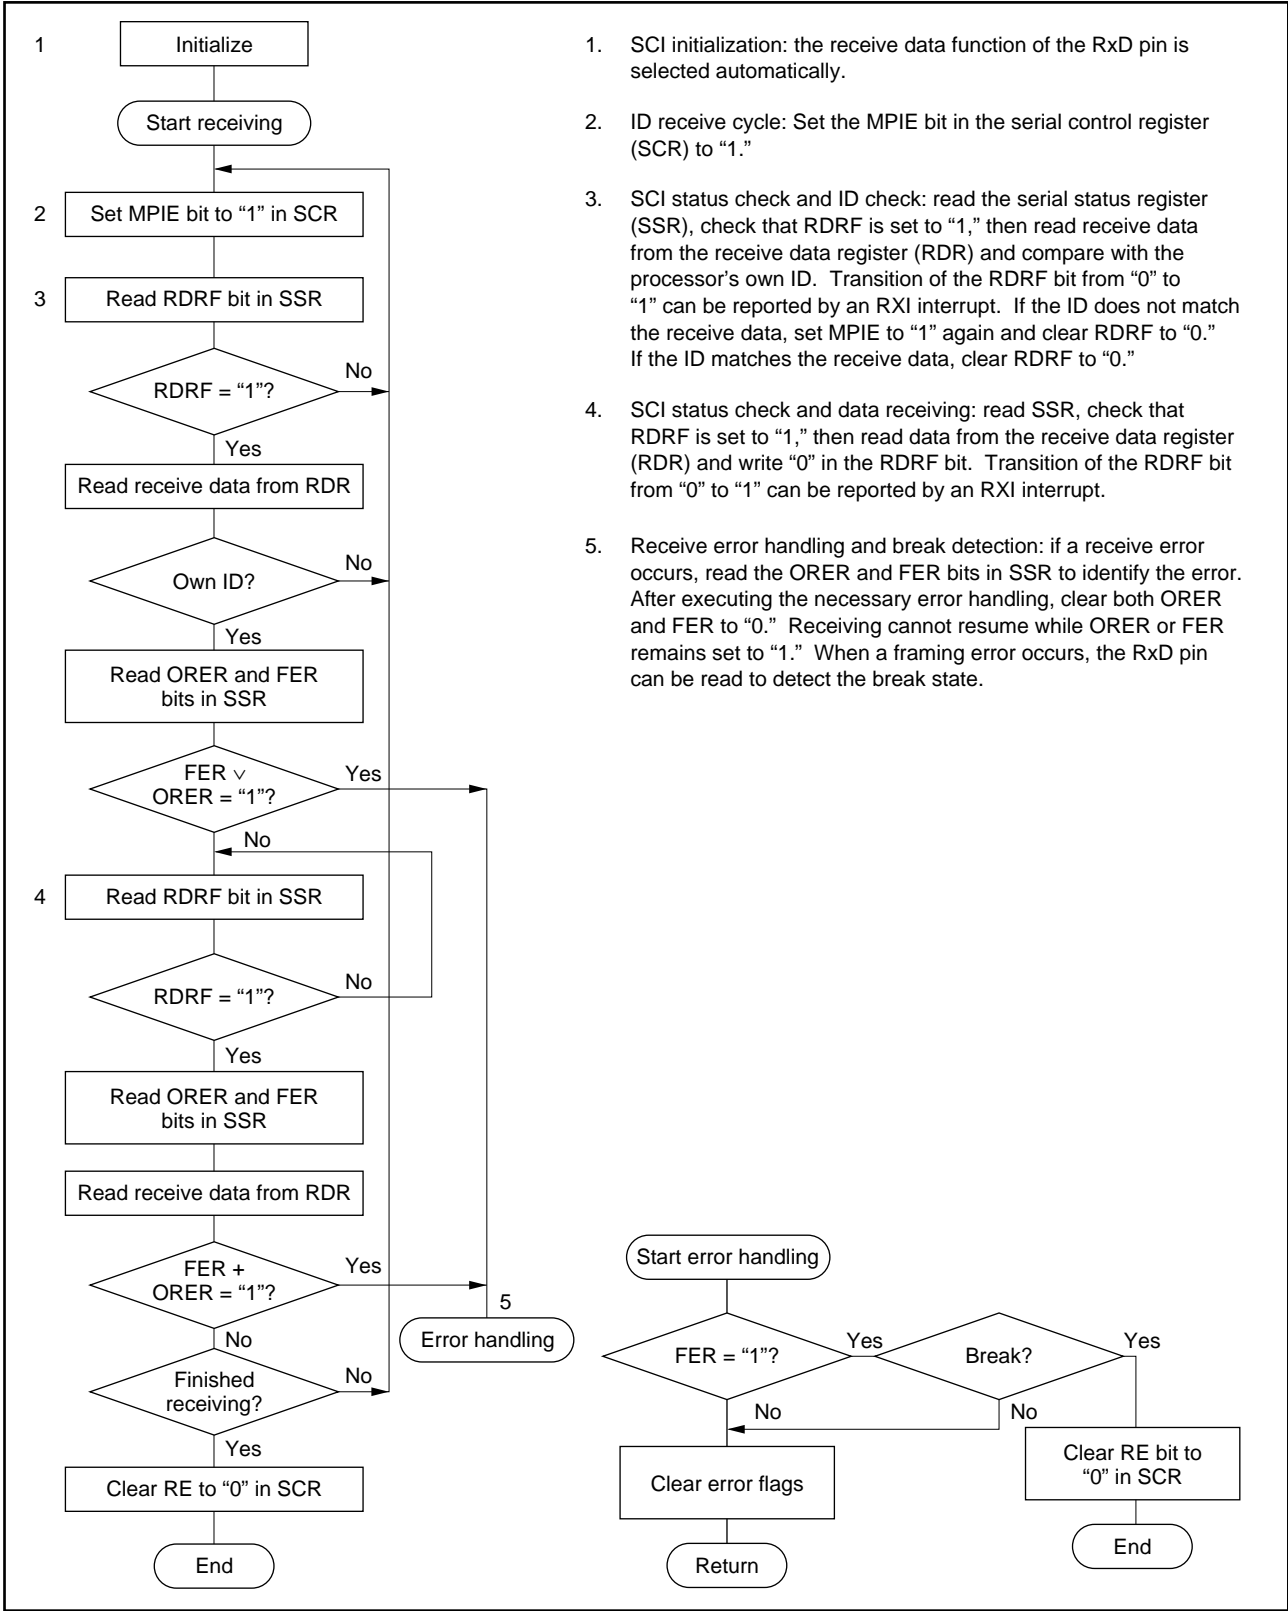 1
Initialize
Start receiving
2
Set MPIE bit to “1” in SCR
3
Read RDRF bit in SSR
RDRF = “1”?
No
Yes
Read receive data from RDR
Own ID?
No
Yes
Read ORER and FER
bits in SSR
FER ∨
ORER = “1”?
Yes
No
4
Read RDRF bit in SSR
RDRF = “1”?
No
Yes
Read ORER and FER
bits in SSR
Read receive data from RDR
FER +
ORER = “1”?
Yes
5
Error handling
No
Finished
receiving?
No
Yes
Clear RE to “0” in SCR
End
1. SCI initialization: the receive data function of the RxD pin is
selected automatically.
2. ID receive cycle: Set the MPIE bit in the serial control register
(SCR) to “1.”
3. SCI status check and ID check: read the serial status register
(SSR), check that RDRF is set to “1,” then read receive data
from the receive data register (RDR) and compare with the
processor’s own ID. Transition of the RDRF bit from “0” to
“1” can be reported by an RXI interrupt. If the ID does not match
the receive data, set MPIE to “1” again and clear RDRF to “0.”
If the ID matches the receive data, clear RDRF to “0.”
4. SCI status check and data receiving: read SSR, check that
RDRF is set to “1,” then read data from the receive data register
(RDR) and write “0” in the RDRF bit. Transition of the RDRF bit
from “0” to “1” can be reported by an RXI interrupt.
5. Receive error handling and break detection: if a receive error
occurs, read the ORER and FER bits in SSR to identify the error.
After executing the necessary error handling, clear both ORER
and FER to “0.” Receiving cannot resume while ORER or FER
remains set to “1.” When a framing error occurs, the RxD pin
can be read to detect the break state.
Start error handling
FER = “1”?
Yes
Break?
Yes
No
No
Clear error flags
Clear RE bit to
“0” in SCR
Return
End